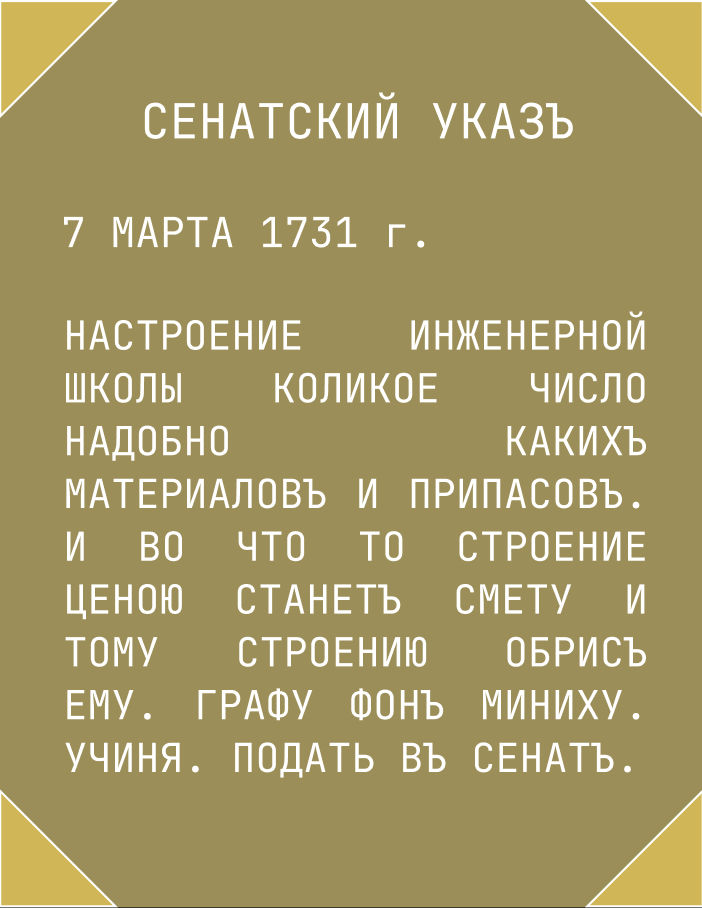 СЕНАТСКИЙ УКАЗЪ
7 МАРТА 1731 г.
НАСТРОЕНИЕ ИНЖЕНЕРНОЙ
ШКОЛЫ КОЛИКОЕ ЧИСЛО
НАДОБНО КАКИХЪ
МАТЕРИАЛОВЪ И ПРИПАСОВЪ.
И ВО ЧТО ТО СТРОЕНИЕ
ЦЕНОЮ СТАНЕТЪ СМЕТУ И
ТОМУ СТРОЕНИЮ ОБРИСЪ
ЕМУ. ГРАФУ ФОНЪ МИНИХУ.
УЧИНЯ. ПОДАТЬ ВЪ СЕНАТЪ.